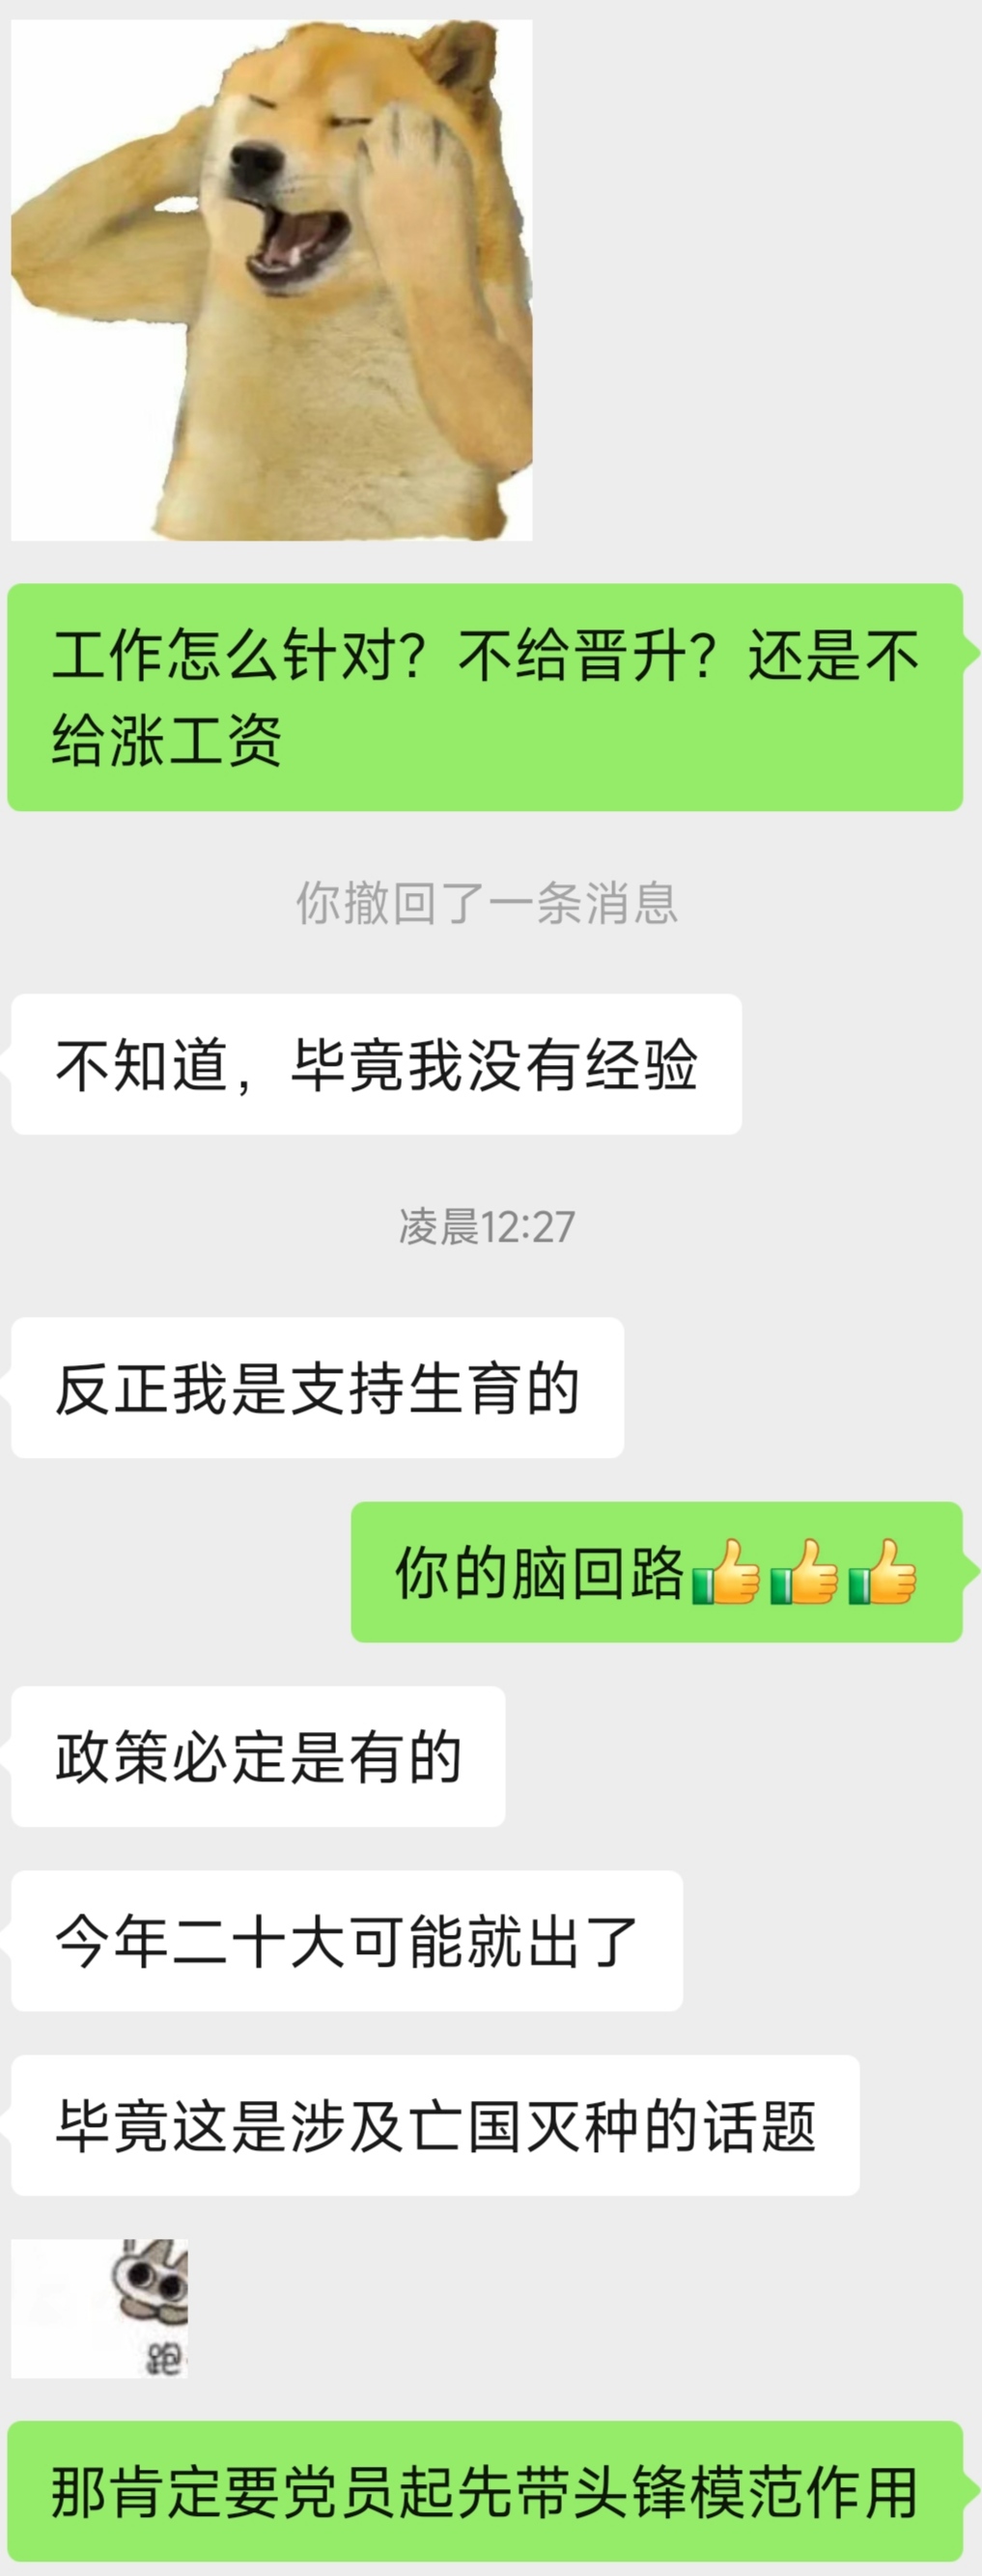 工作怎么针对？不给晋升？还是不
给涨工资
你撤回了一条消息
不知道，毕竟我没有经验
凌晨12:27
反正我是支持生育的
你的脑回路👍👍👍
政策必定是有的
今年二十大可能就出了
毕竟这是涉及亡国灭种的话题
跑
那肯定要党员起先带头锋模范作用